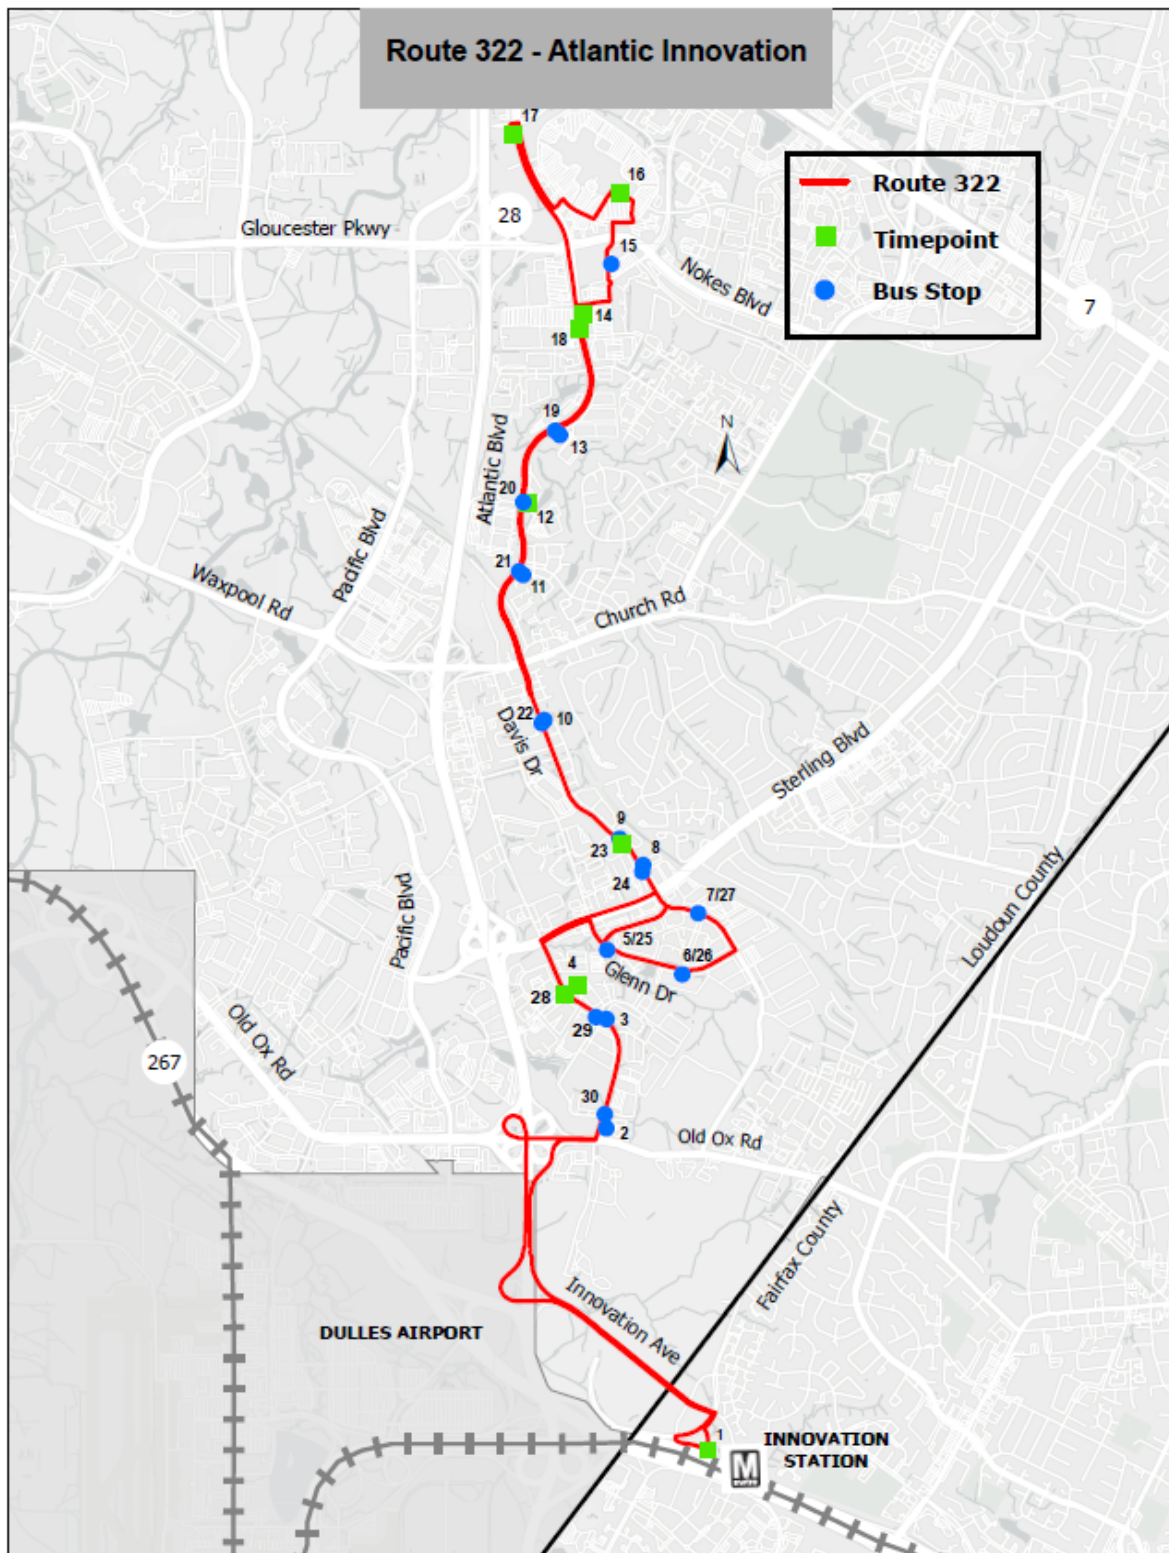 Route 322 - Atlantic Innovation
17
16
28
Gloucester Pkwy
15
Nokes Blvd
Route 322
Timepoint
Bus Stop
7
14
18
19
13
N
Atlantic Blvd
20
12
Pacific Blvd
21
11
Waxpool Rd
Church Rd
22
10
Davis Dr
Sterling Blvd
9
23
8
24
7/27
Loudoun County
Pacific Blvd
5/25
6/26
4
Glenn Dr
28
29
3
Old Ox Rd
267
30
2
Old Ox Rd
Fairfax County
Innovation Ave
DULLES AIRPORT
1
INNOVATION
STATION
M